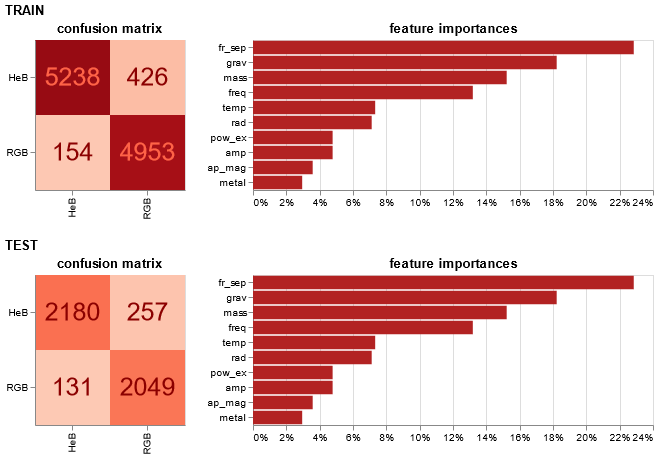 TRAIN
confusion matrix
feature importances
HeB
5238 426
RGB
154 4953
HeB RGB
fr_sep
grav
mass
freq
temp
rad
pow_ex
amp
ap_mag
metal
0% 2% 4% 6% 8% 10% 12% 14% 16% 18% 20% 22% 24%
TEST
confusion matrix
feature importances
HeB
2180 257
RGB
131 2049
HeB RGB
fr_sep
grav
mass
freq
temp
rad
pow_ex
amp
ap_mag
metal
0% 2% 4% 6% 8% 10% 12% 14% 16% 18% 20% 22% 24%